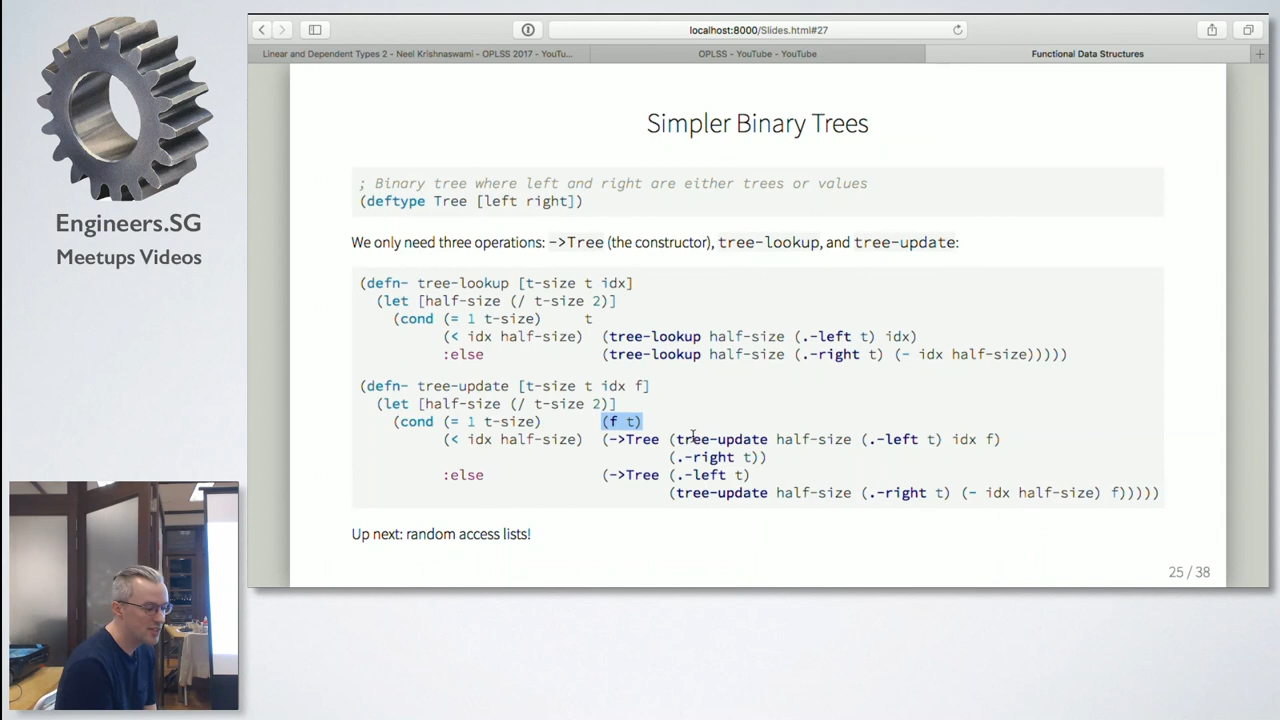 localhost:8000/Slides.html#27
Linear and Dependent Types 2 - Neel Krishnaswami - OPLSS 2017 - YouTu...
OPLSS - YouTube - YouTube
Functional Data Structures
Engineers.SG
Meetups Videos
Simpler Binary Trees
; Binary tree where left and right are either trees or values
(deftype Tree [left right])
We only need three operations: ->Tree (the constructor), tree-lookup, and tree-update:
(defn- tree-lookup [t-size t idx]
(let [half-size (/ t-size 2)]
(cond (= 1 t-size) t
(< idx half-size) (tree-lookup half-size (.-left t) idx)
:else (tree-lookup half-size (.-right t) (- idx half-size)))))
(defn- tree-update [t-size t idx f]
(let [half-size (/ t-size 2)]
(cond (= 1 t-size) (f t)
(< idx half-size) (->Tree (tree-update half-size (.-left t) idx f)
(.-right t))
:else (->Tree (.-left t)
(tree-update half-size (.-right t) (- idx half-size) f)))))
Up next: random access lists!
25 / 38